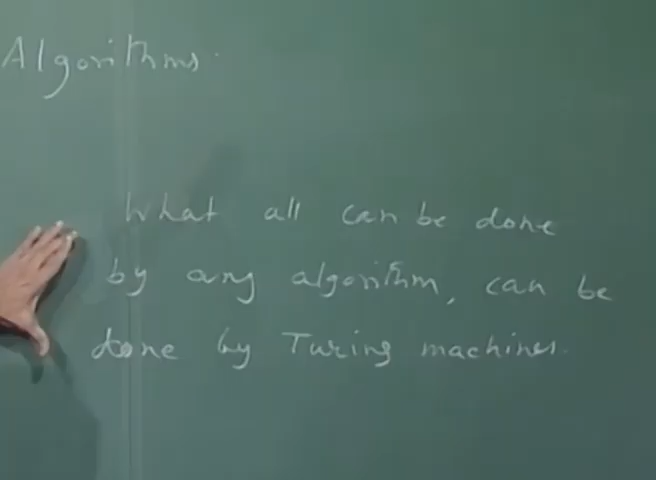 Algorithms.
What all can be done
by any algorithm, can be
done by Turing machines.